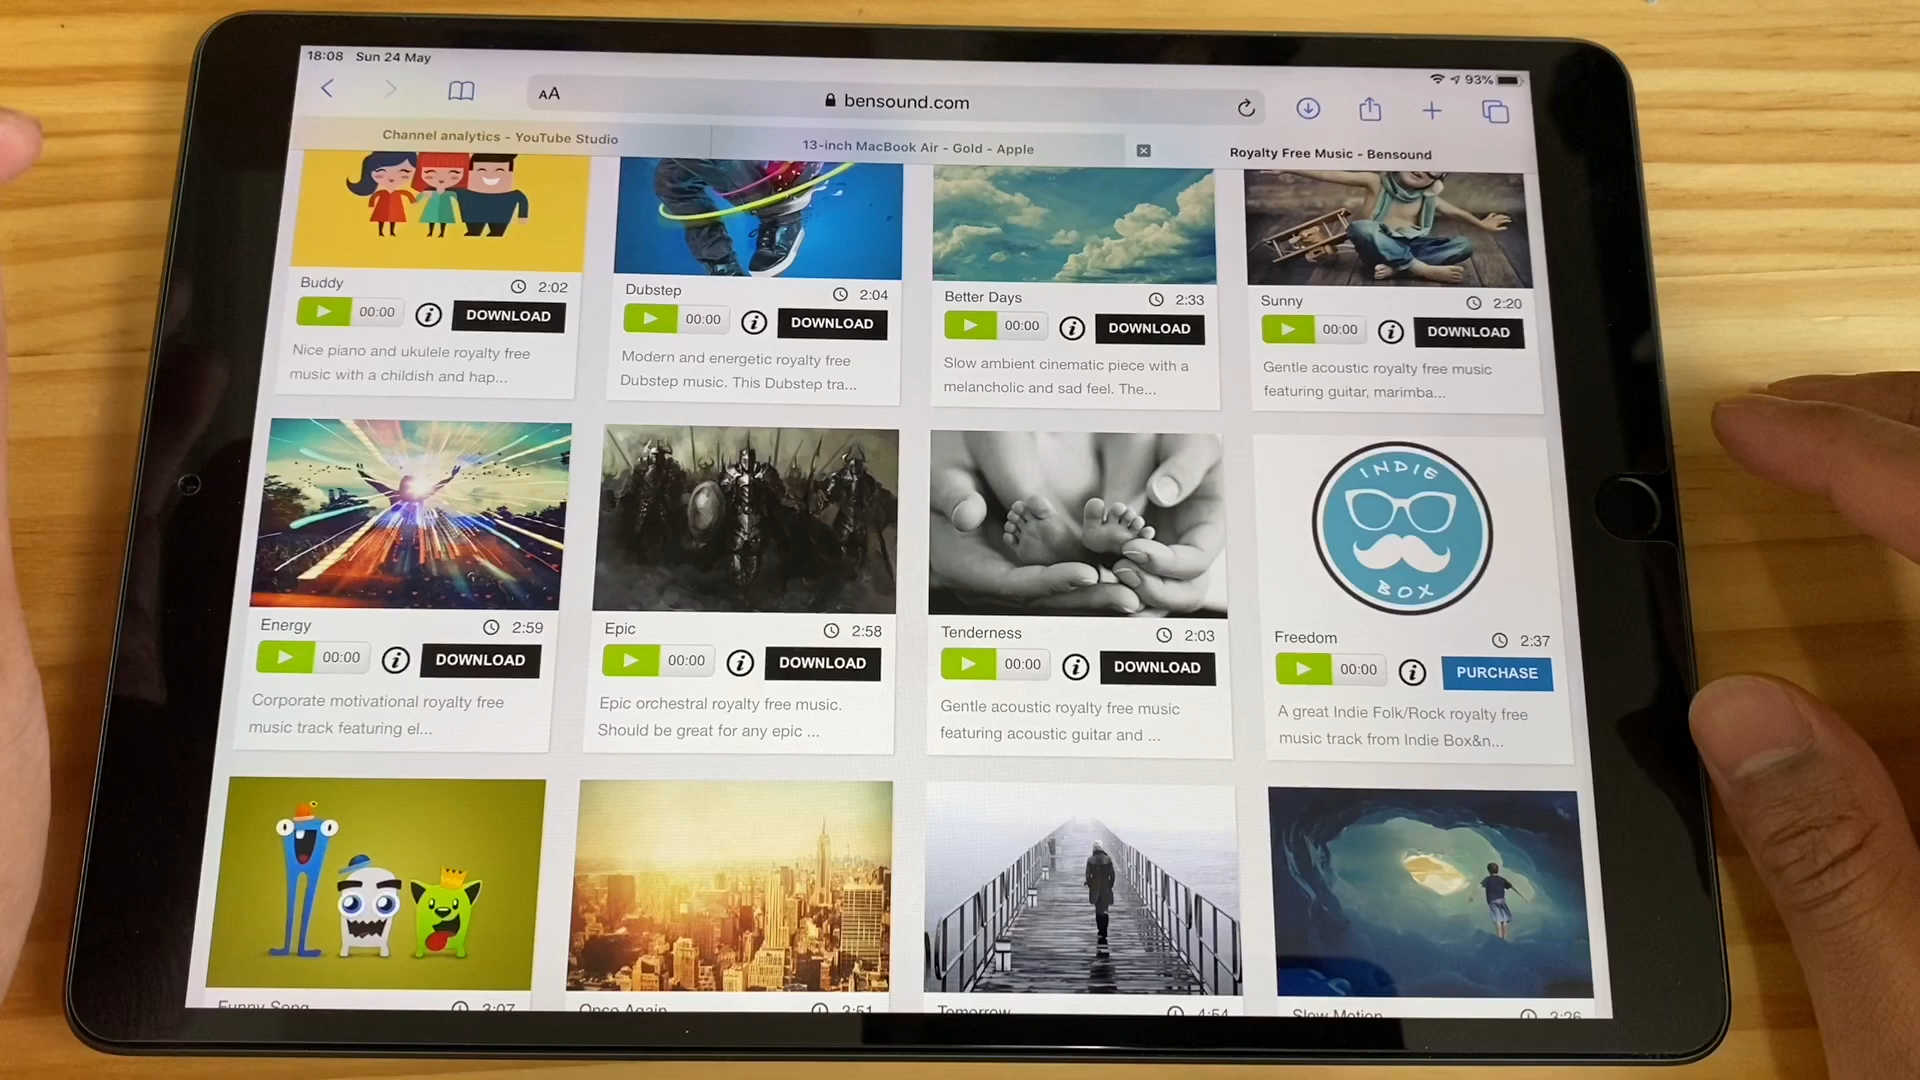 18:08 Sun 24 May
93%
AA
bensound.com
Channel analytics - YouTube Studio
13-inch MacBook Air - Gold - Apple
Royalty Free Music - Bensound
Buddy
2:02
00:00
DOWNLOAD
Nice piano and ukulele royalty free
music with a childish and hap...
Dubstep
2:04
00:00
DOWNLOAD
Modern and energetic royalty free
Dubstep music. This Dubstep tra...
Better Days
2:33
00:00
DOWNLOAD
Slow ambient cinematic piece with a
melancholic and sad feel. The...
Sunny
2:20
00:00
DOWNLOAD
Gentle acoustic royalty free music
featuring guitar, marimba...
Energy
2:59
00:00
DOWNLOAD
Corporate motivational royalty free
music track featuring el...
Epic
2:58
00:00
DOWNLOAD
Epic orchestral royalty free music.
Should be great for any epic ...
Tenderness
2:03
00:00
DOWNLOAD
Gentle acoustic royalty free music
featuring acoustic guitar and ...
INDIE
BOX
Freedom
2:37
00:00
PURCHASE
A great Indie Folk/Rock royalty free
music track from Indie Box&n...
Funny Song
3:07
Once Again
3:51
Tomorrow
4:54
Slow Motion
3:26